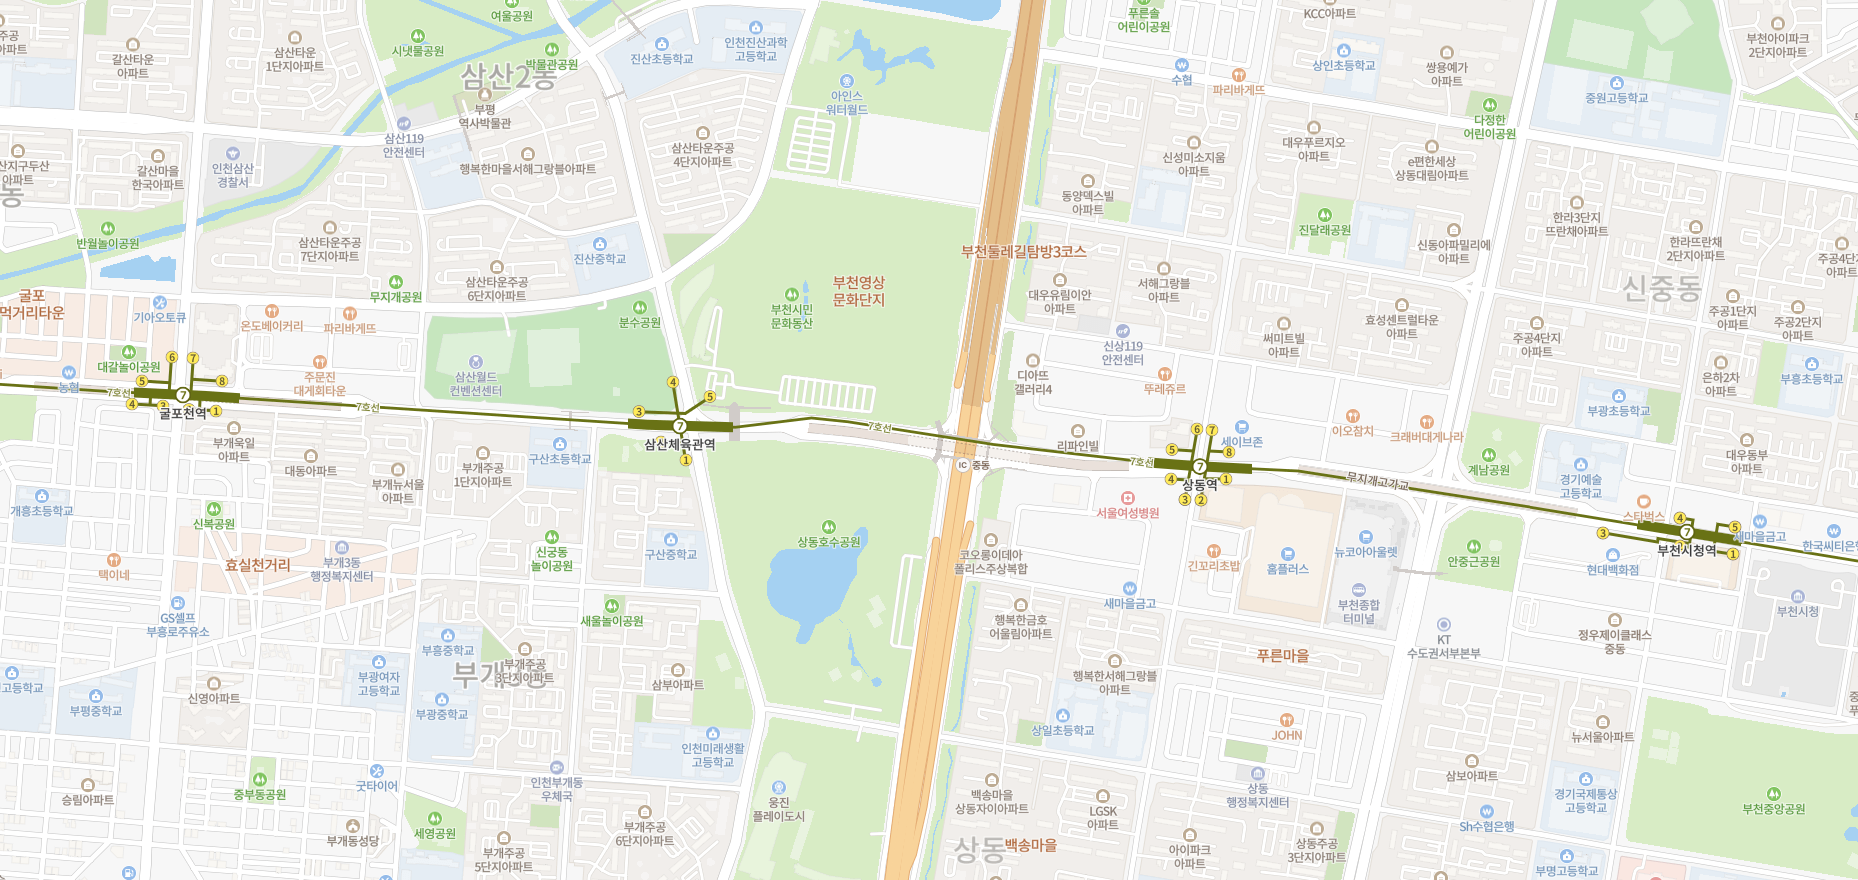 여울공원
시냇물공원
박물관공원
삼산2동
부평
역사박물관
갈산타운
아파트
삼산타운
1단지아파트
진산초등학교
인천진산과학
고등학교
아인스
워터월드
푸른솔
어린이공원
KCC아파트
수협
파리바게뜨
상인초등학교
쌍용예가
아파트
중원고등학교
부천아이파크
2단지아파트
다정한
어린이공원
갈산마을
한국아파트
인천삼산
경찰서
삼산119
안전센터
행복한마을서해그랑블아파트
삼산타운주공
4단지아파트
신성미소지움
아파트
대우푸르지오
아파트
e편한세상
상동대림아파트
동양덱스빌
아파트
반월놀이공원
삼산타운주공
7단지아파트
진산중학교
삼산타운주공
6단지아파트
무지개공원
부천둘레길탐방3코스
진달래공원
신동아파밀리에
아파트
한라3단지
뜨란채아파트
한라뜨란채
2단지아파트
주공4단지
아파트
신중동
굴포
먹거리타운
기아오토큐
온도베이커리
파리바게뜨
분수공원
부천시민
문화동산
부천영상
문화단지
대우유림이안
아파트
서해그랑블
아파트
신상119
안전센터
써미트빌
아파트
효성센트럴타운
아파트
주공4단지
아파트
주공1단지
아파트
주공2단지
아파트
대갈놀이공원
농협
주문진
대게회타운
삼산월드
컨벤션센터
디아뜨
갤러리4
뚜레쥬르
은하2차
아파트
부흥초등학교
부광초등학교
7호선
굴포천역
7호선
삼산체육관역
7호선
IC 중동
7호선
상동역
무지개고가교
부천시청역
부개욱일
아파트
대동아파트
부개뉴서울
아파트
부개주공
1단지아파트
구산초등학교
리파인빌
세이브존
이오참치
크래버대게나라
계남공원
경기예술
고등학교
대우동부
아파트
개흥초등학교
신복공원
서울여성병원
스타벅스
새마을금고
한국씨티은행
현대백화점
효실천거리
택이네
부개3동
행정복지센터
신궁동
놀이공원
구산중학교
상동호수공원
코오롱이데아
폴리스주상복합
긴꼬리초밥
홈플러스
뉴코아아울렛
안중근공원
부천종합
터미널
부천시청
GS셀프
부흥로주유소
새울놀이공원
행복한금호
어울림아파트
새마을금고
KT
수도권서부본부
정우제이클래스
중동
부흥중학교
부개3동
부개주공
3단지아파트
부광여자
고등학교
신영아파트
부평중학교
부광중학교
삼부아파트
행복한서해그랑블
아파트
푸른마을
상일초등학교
JOHN
뉴서울아파트
인천미래생활
고등학교
중부동공원
굿타이어
인천부개동
우체국
웅진
플레이도시
백송마을
상동자이아파트
LGSK
아파트
상동
행정복지센터
삼보아파트
경기국제통상
고등학교
부천중앙공원
승림아파트
부개동성당
세영공원
부개주공
5단지아파트
부개주공
6단지아파트
상동
백송마을
아이파크
아파트
상동주공
3단지아파트
Sh수협은행
부명고등학교